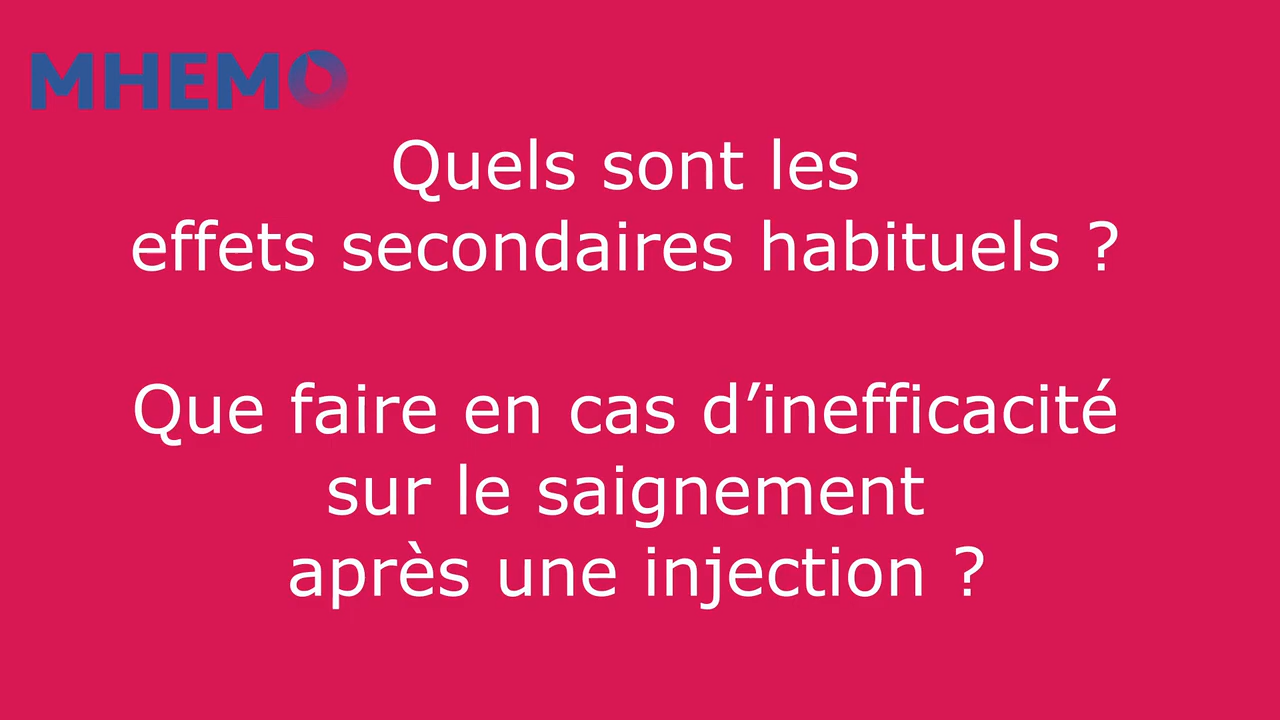 MHEMO
Quels sont les
effets secondaires habituels ?
Que faire en cas d’inefficacité
sur le saignement
après une injection ?